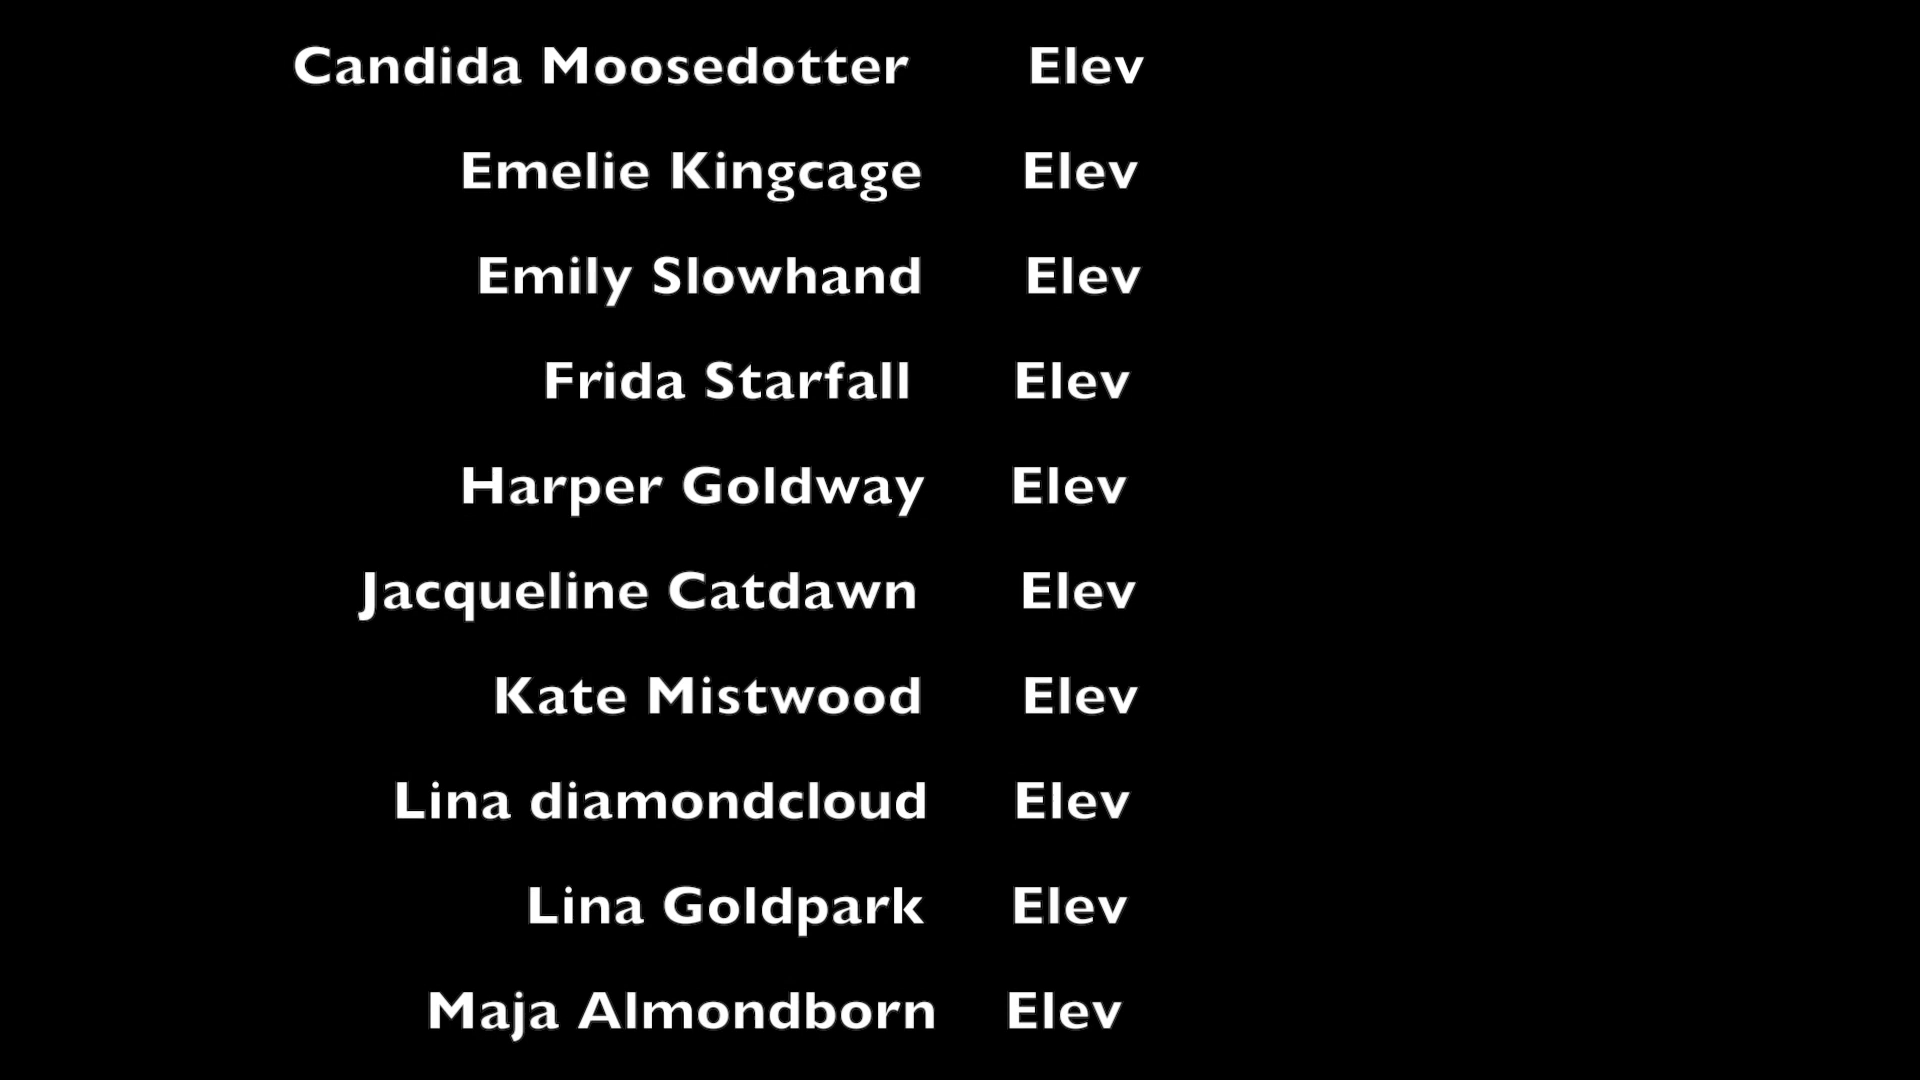 Candida Moosedotter Elev
Emelie Kingcage Elev
Emily Slowhand Elev
Frida Starfall Elev
Harper Goldway Elev
Jacqueline Catdawn Elev
Kate Mistwood Elev
Lina diamondcloud Elev
Lina Goldpark Elev
Maja Almondborn Elev